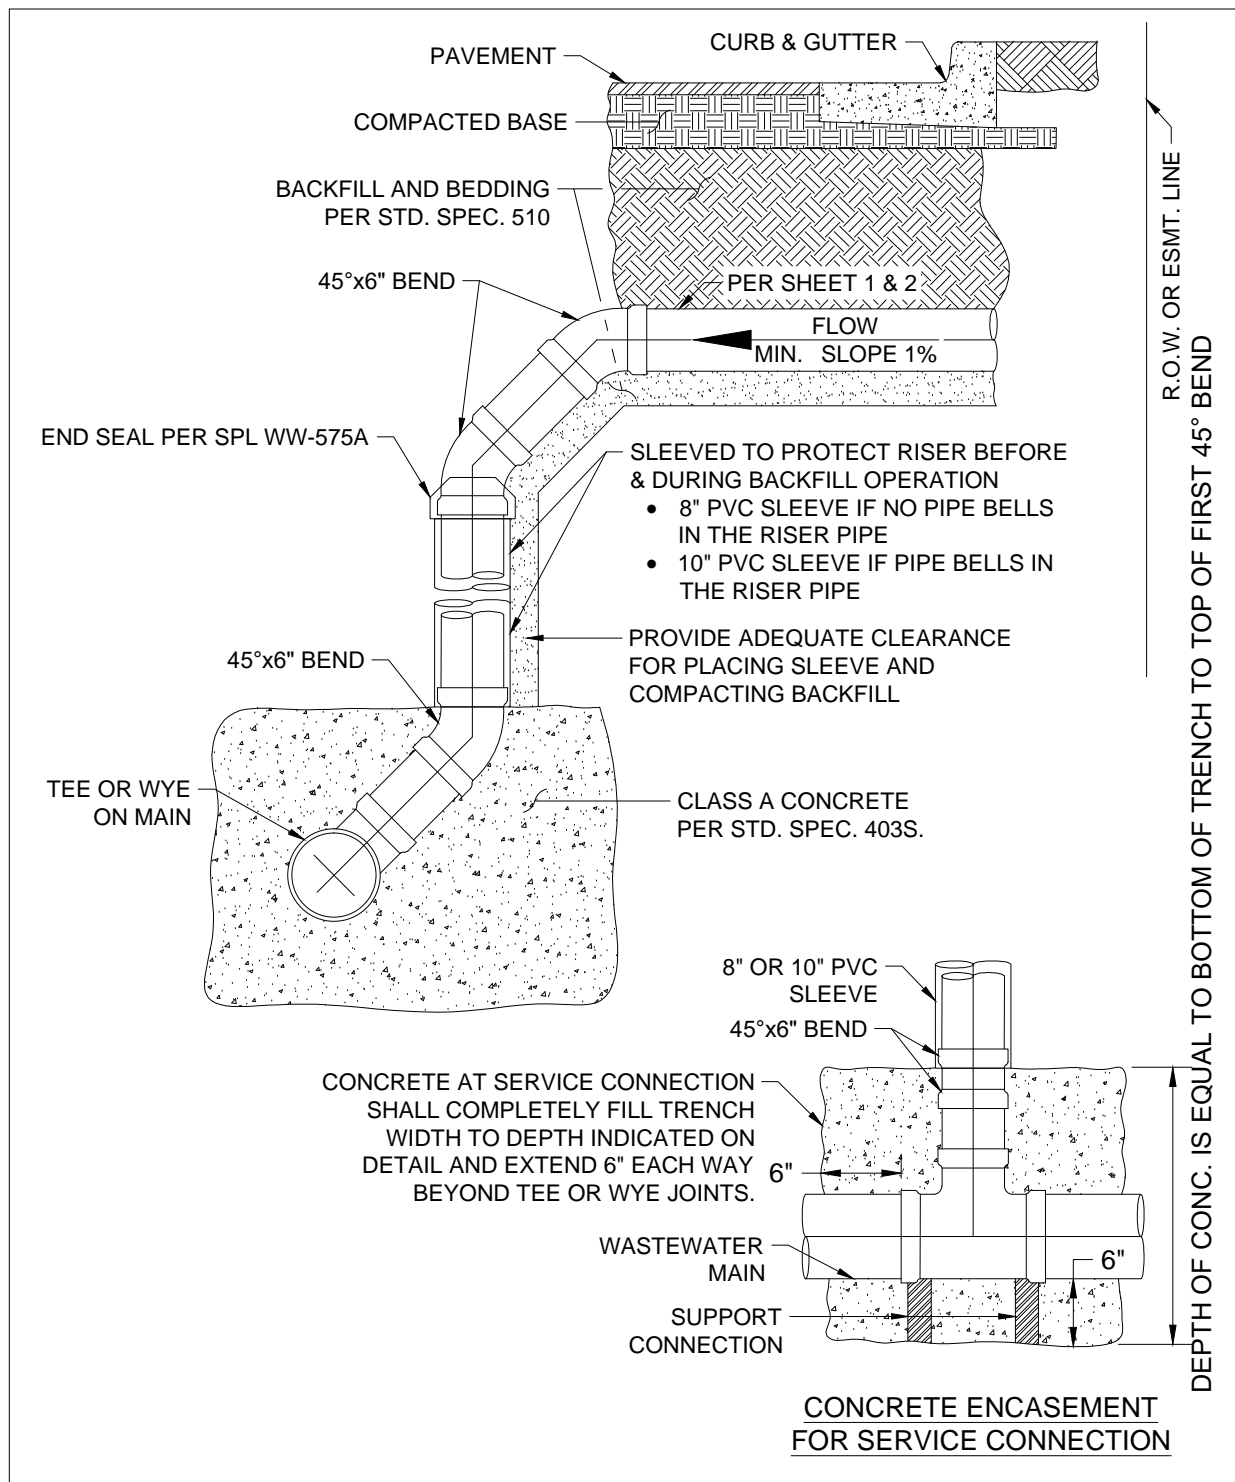 PAVEMENT
CURB & GUTTER
COMPACTED BASE
BACKFILL AND BEDDING
PER STD. SPEC. 510
45°x6" BEND
PER SHEET 1 & 2
FLOW
MIN. SLOPE 1%
R.O.W. OR ESMT. LINE
END SEAL PER SPL WW-575A
SLEEVED TO PROTECT RISER BEFORE
& DURING BACKFILL OPERATION
• 8" PVC SLEEVE IF NO PIPE BELLS
IN THE RISER PIPE
• 10" PVC SLEEVE IF PIPE BELLS IN
THE RISER PIPE
45°x6" BEND
PROVIDE ADEQUATE CLEARANCE
FOR PLACING SLEEVE AND
COMPACTING BACKFILL
TEE OR WYE
ON MAIN
CLASS A CONCRETE
PER STD. SPEC. 403S.
DEPTH OF CONC. IS EQUAL TO BOTTOM OF TRENCH TO TOP OF FIRST 45° BEND
8" OR 10" PVC
SLEEVE
45°x6" BEND
CONCRETE AT SERVICE CONNECTION
SHALL COMPLETELY FILL TRENCH
WIDTH TO DEPTH INDICATED ON
DETAIL AND EXTEND 6" EACH WAY
BEYOND TEE OR WYE JOINTS.
6"
WASTEWATER
MAIN
6"
SUPPORT
CONNECTION
CONCRETE ENCASEMENT
FOR SERVICE CONNECTION